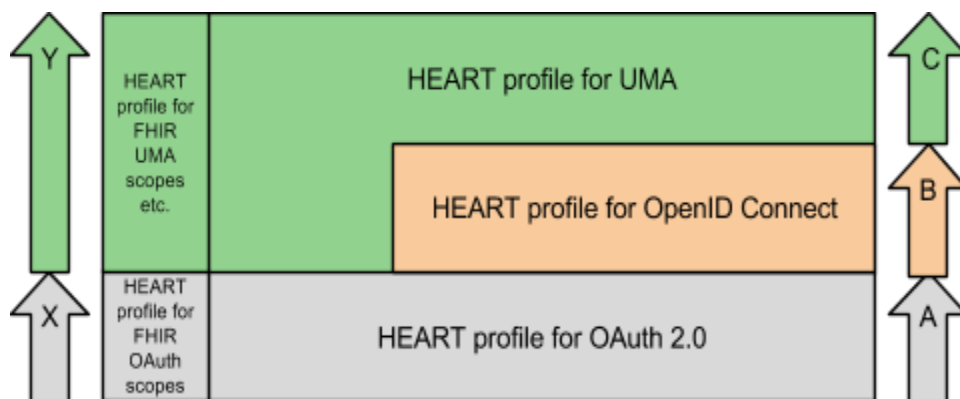 Y
HEART
profile for
FHIR
UMA
scopes
etc.
HEART profile for UMA
C
HEART profile for OpenID Connect
B
X
HEART
profile for
FHIR
OAuth
scopes
HEART profile for OAuth 2.0
A